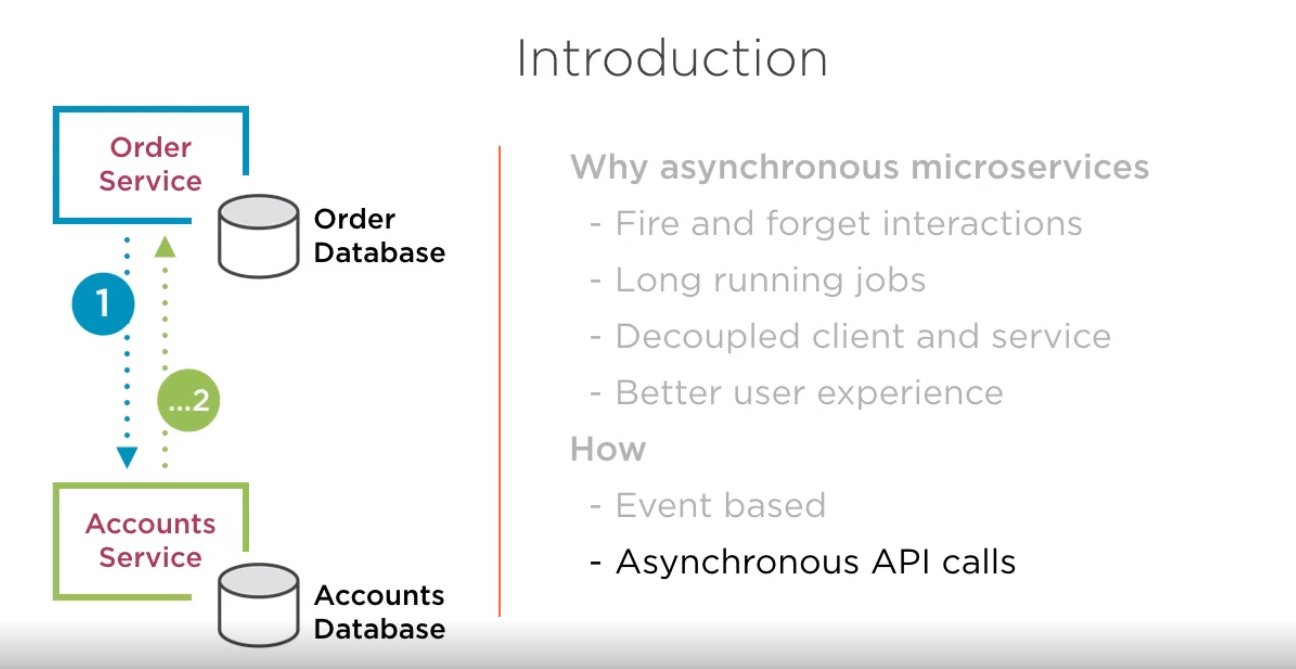 Introduction
Order
Service
Order
Database
1
...2
Accounts
Service
Accounts
Database
Why asynchronous microservices
- Fire and forget interactions
- Long running jobs
- Decoupled client and service
- Better user experience
How
- Event based
- Asynchronous API calls